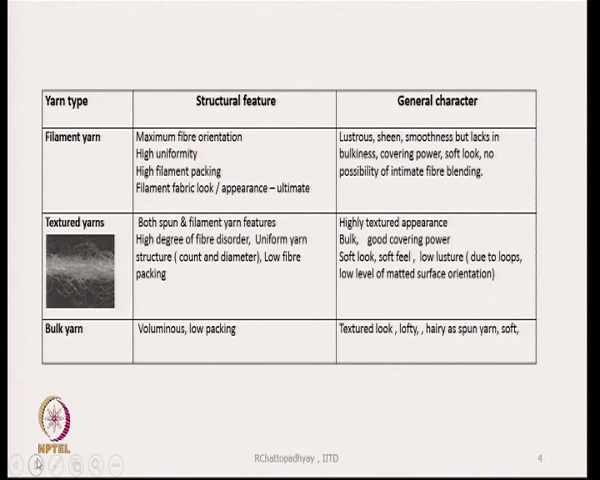 Yarn type Structural feature General character
Filament yarn
Maximum fibre orientation
High uniformity
High filament packing
Filament fabric look / appearance – ultimate
Lustrous, sheen, smoothness but lacks in
bulkiness, covering power, soft look, no
possibility of intimate fibre blending.
Textured yarns
Both spun & filament yarn features
High degree of fibre disorder, Uniform yarn
structure ( count and diameter), Low fibre
packing
Highly textured appearance
Bulk, good covering power
Soft look, soft feel , low lusture ( due to loops,
low level of matted surface orientation)
Bulk yarn
Voluminous, low packing
Textured look , lofty, , hairy as spun yarn, soft,
NPTEL
RChattopadhyay , IITD
4